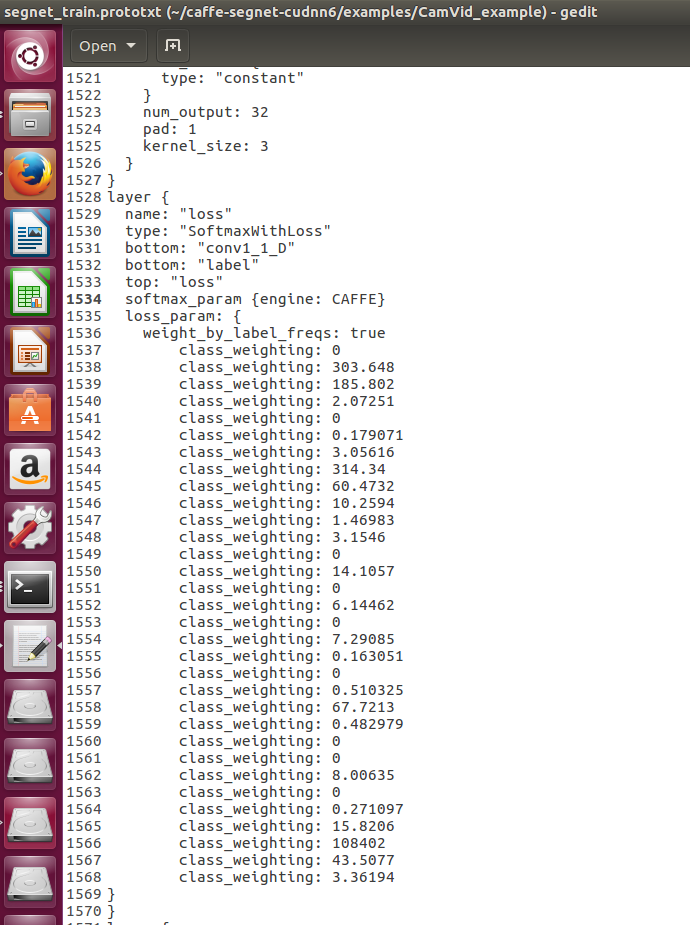 segnet_train.prototxt (~/caffe-segnet-cudnn6/examples/CamVid_example) - gedit
Open
1521 type: "constant"
1522 }
1523 num_output: 32
1524 pad: 1
1525 kernel_size: 3
1526 }
1527 }
1528 layer {
1529 name: "loss"
1530 type: "SoftmaxWithLoss"
1531 bottom: "conv1_1_D"
1532 bottom: "label"
1533 top: "loss"
1534 softmax_param {engine: CAFFE}
1535 loss_param: {
1536 weight_by_label_freqs: true
1537 class_weighting: 0
1538 class_weighting: 303.648
1539 class_weighting: 185.802
1540 class_weighting: 2.07251
1541 class_weighting: 0
1542 class_weighting: 0.179071
1543 class_weighting: 3.05616
1544 class_weighting: 314.34
1545 class_weighting: 60.4732
1546 class_weighting: 10.2594
1547 class_weighting: 1.46983
1548 class_weighting: 3.1546
1549 class_weighting: 0
1550 class_weighting: 14.1057
1551 class_weighting: 0
1552 class_weighting: 6.14462
1553 class_weighting: 0
1554 class_weighting: 7.29085
1555 class_weighting: 0.163051
1556 class_weighting: 0
1557 class_weighting: 0.510325
1558 class_weighting: 67.7213
1559 class_weighting: 0.482979
1560 class_weighting: 0
1561 class_weighting: 0
1562 class_weighting: 8.00635
1563 class_weighting: 0
1564 class_weighting: 0.271097
1565 class_weighting: 15.8206
1566 class_weighting: 108402
1567 class_weighting: 43.5077
1568 class_weighting: 3.36194
1569 }
1570 }